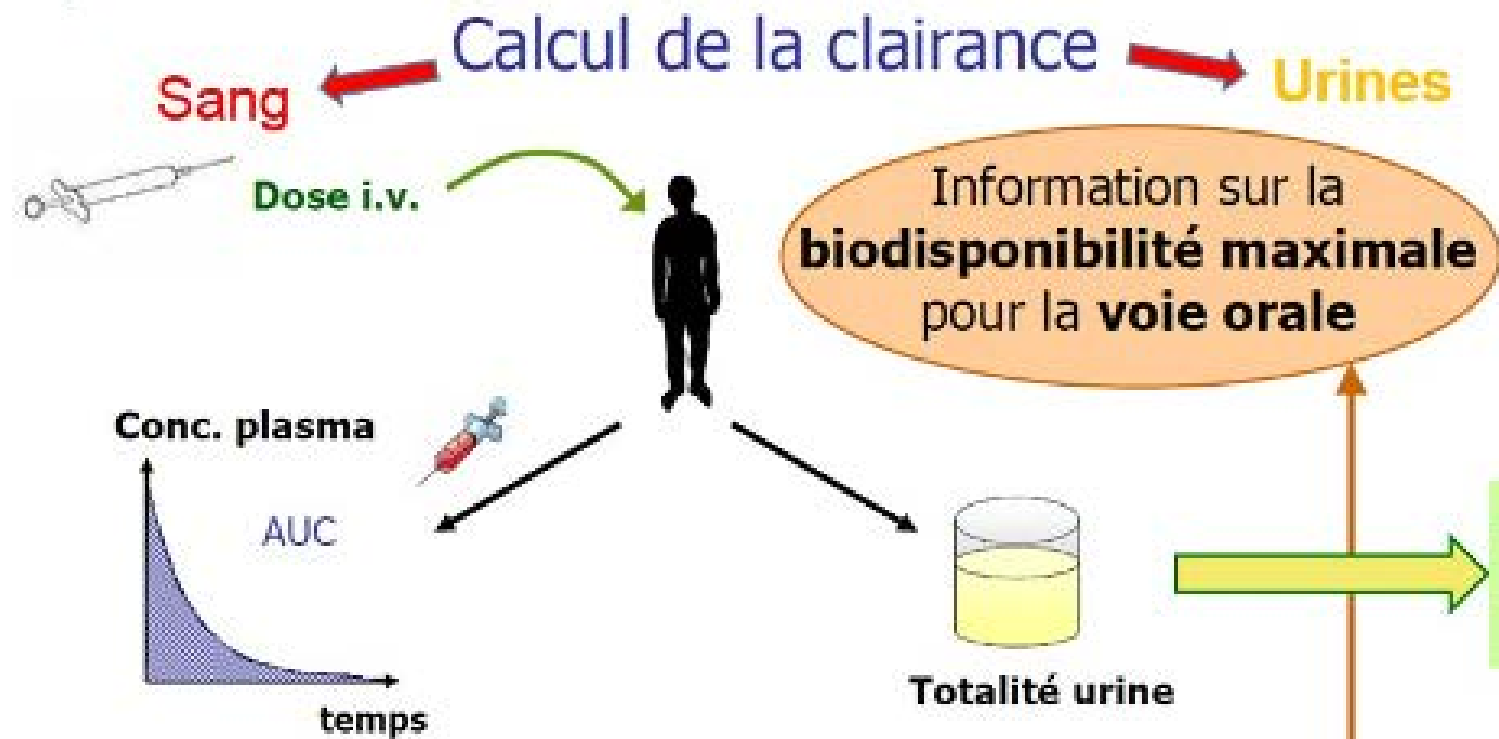 Calcul de la clairance
Sang
Urines
Dose i.v.
Information sur la
biodisponibilité maximale
pour la voie orale
Conc. plasma
AUC
temps
Totalité urine